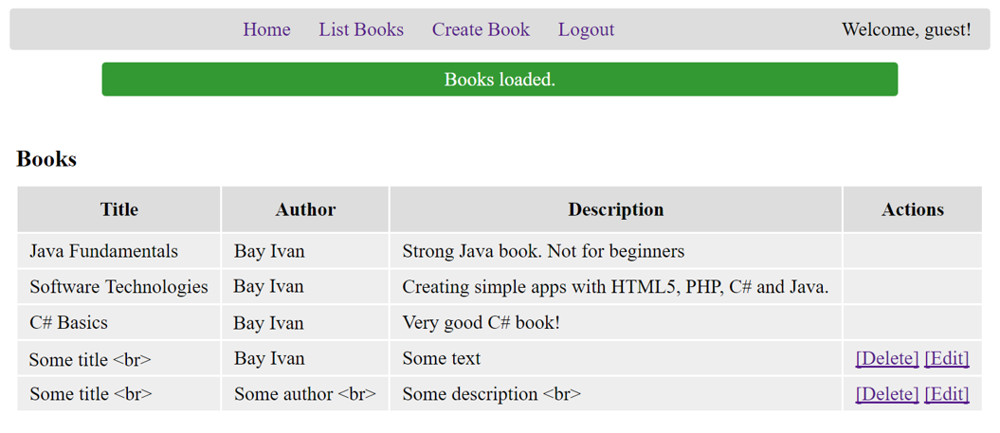 Home List Books Create Book Logout Welcome, guest!
Books loaded.
Books
Title Author Description Actions
Java Fundamentals Bay Ivan Strong Java book. Not for beginners
Software Technologies Bay Ivan Creating simple apps with HTML5, PHP, C# and Java.
C# Basics Bay Ivan Very good C# book!
Some title <br> Bay Ivan Some text [Delete] [Edit]
Some title <br> Some author <br> Some description <br> [Delete] [Edit]